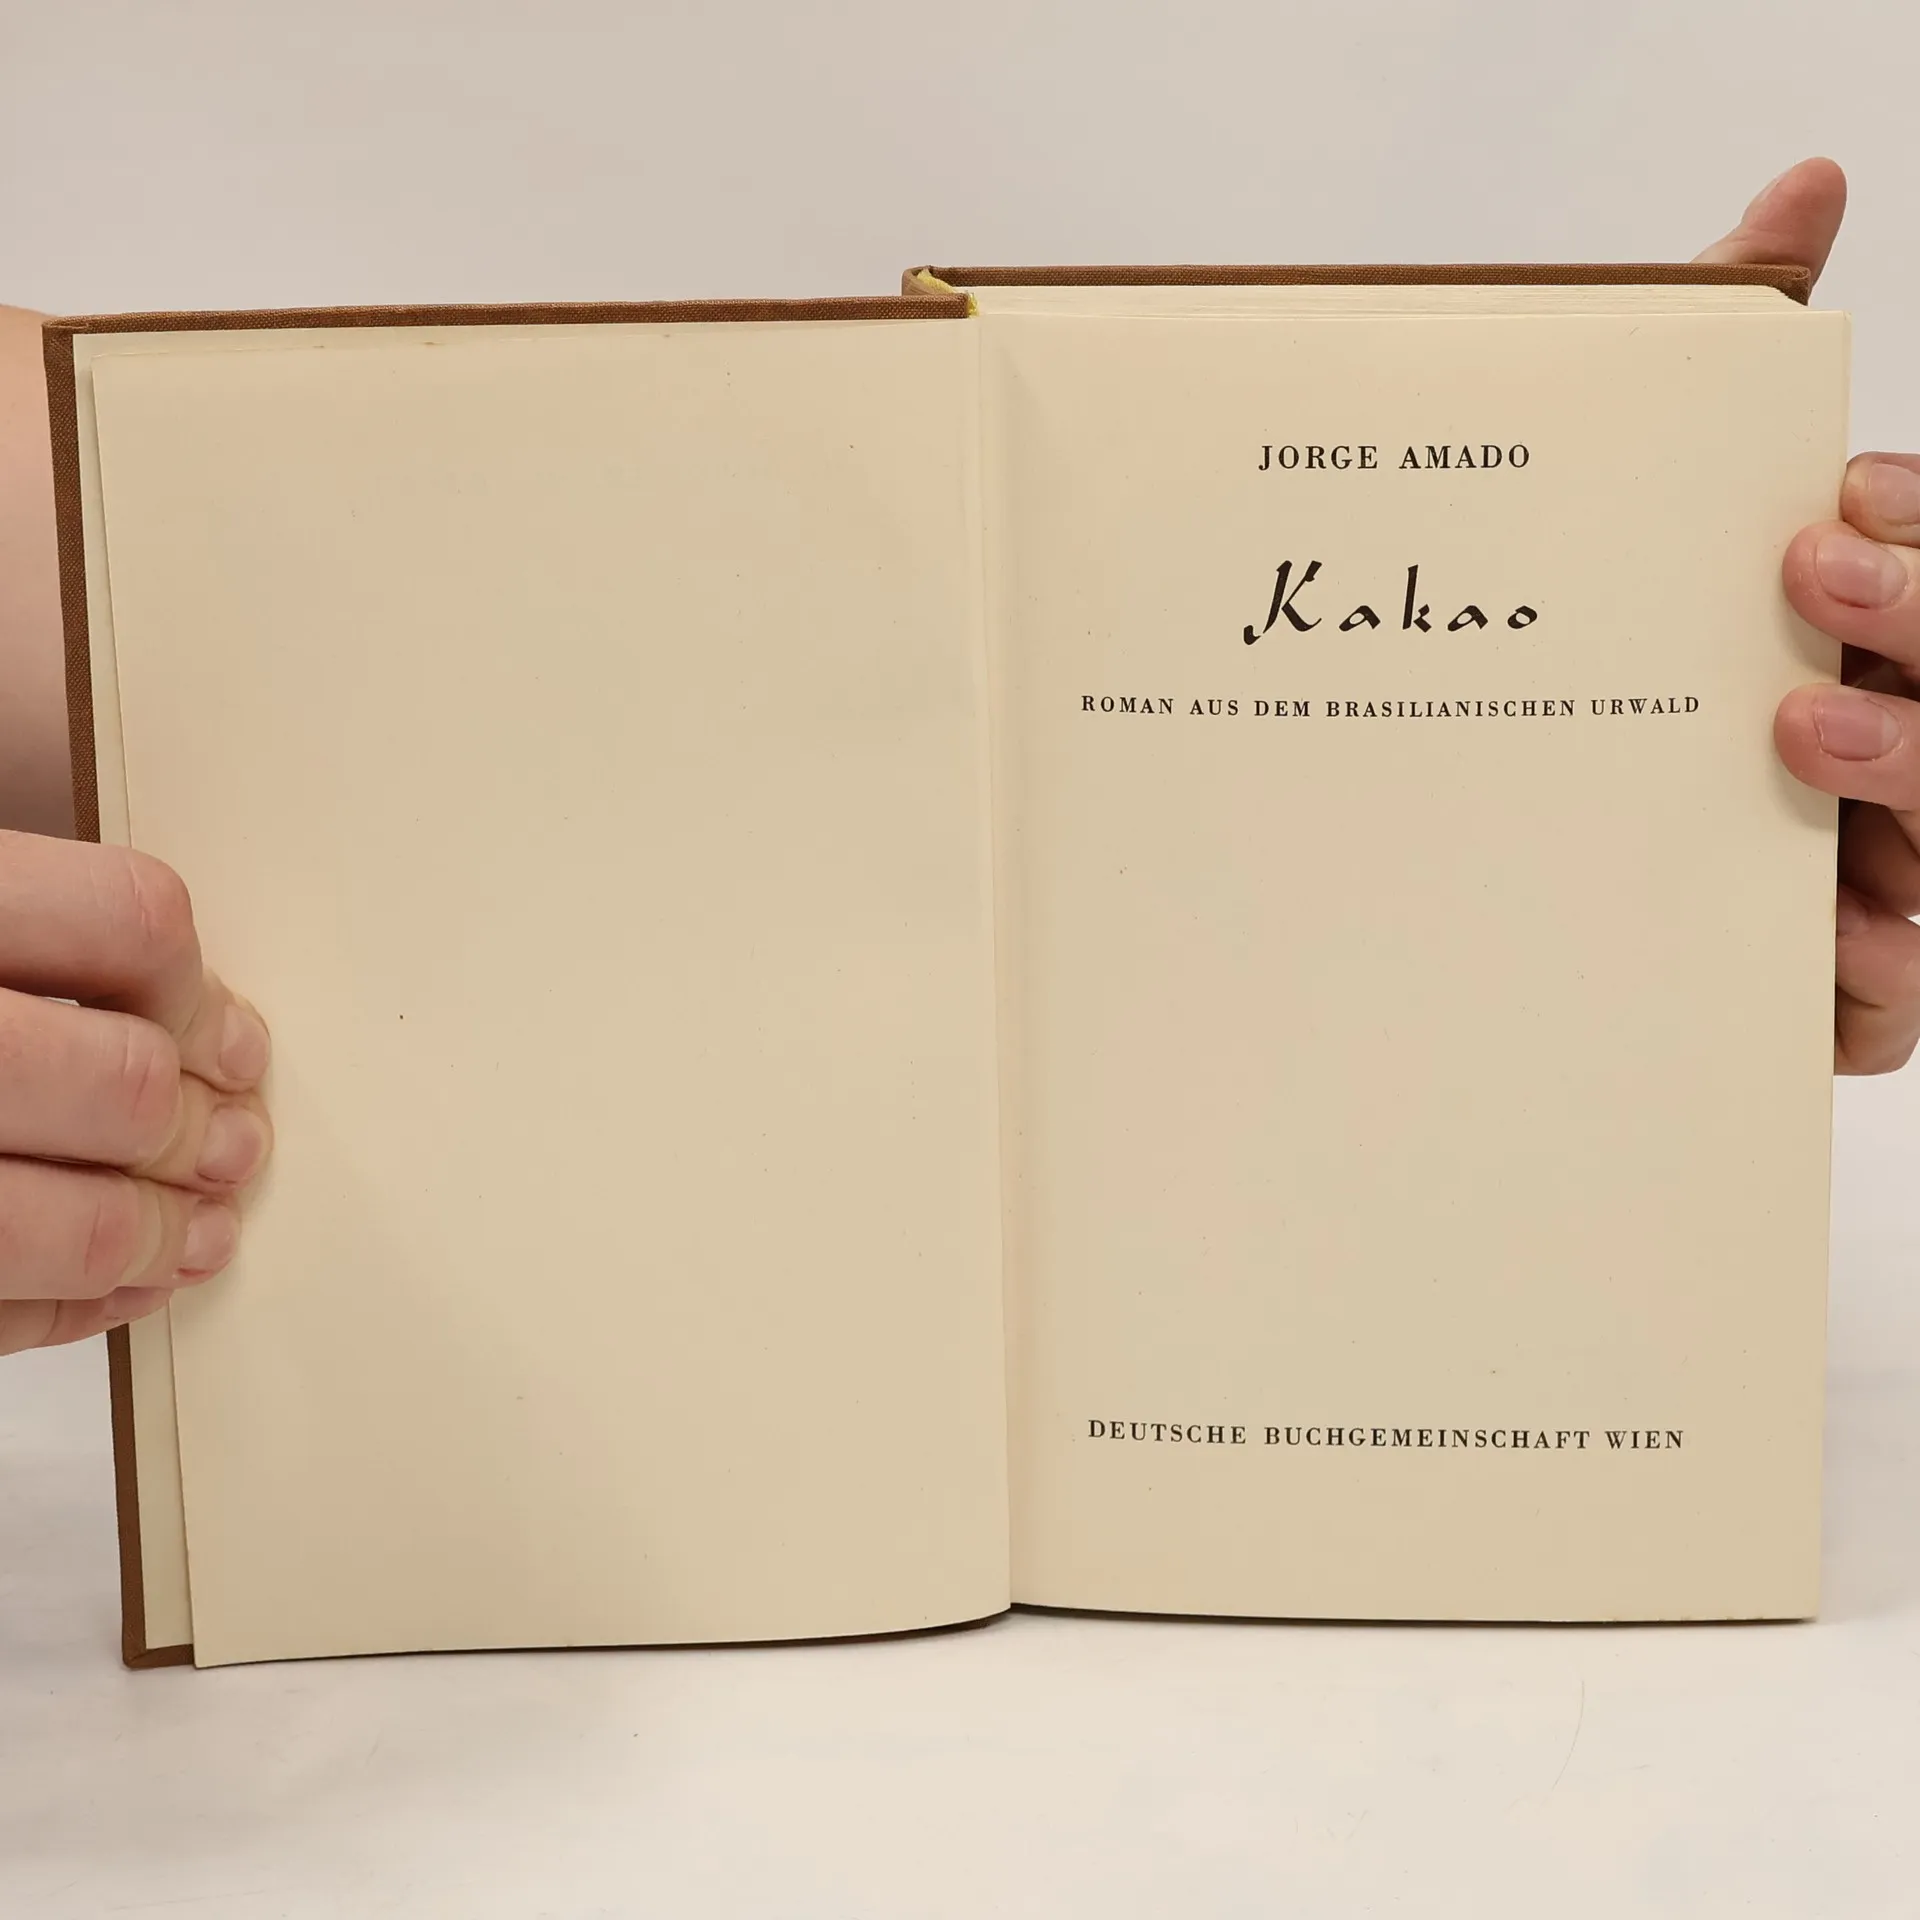 JORGE AMADO
Kakao
ROMAN AUS DEM BRASILIANISCHEN URWALD
DEUTSCHE BUCHGEMEINSCHAFT WIEN